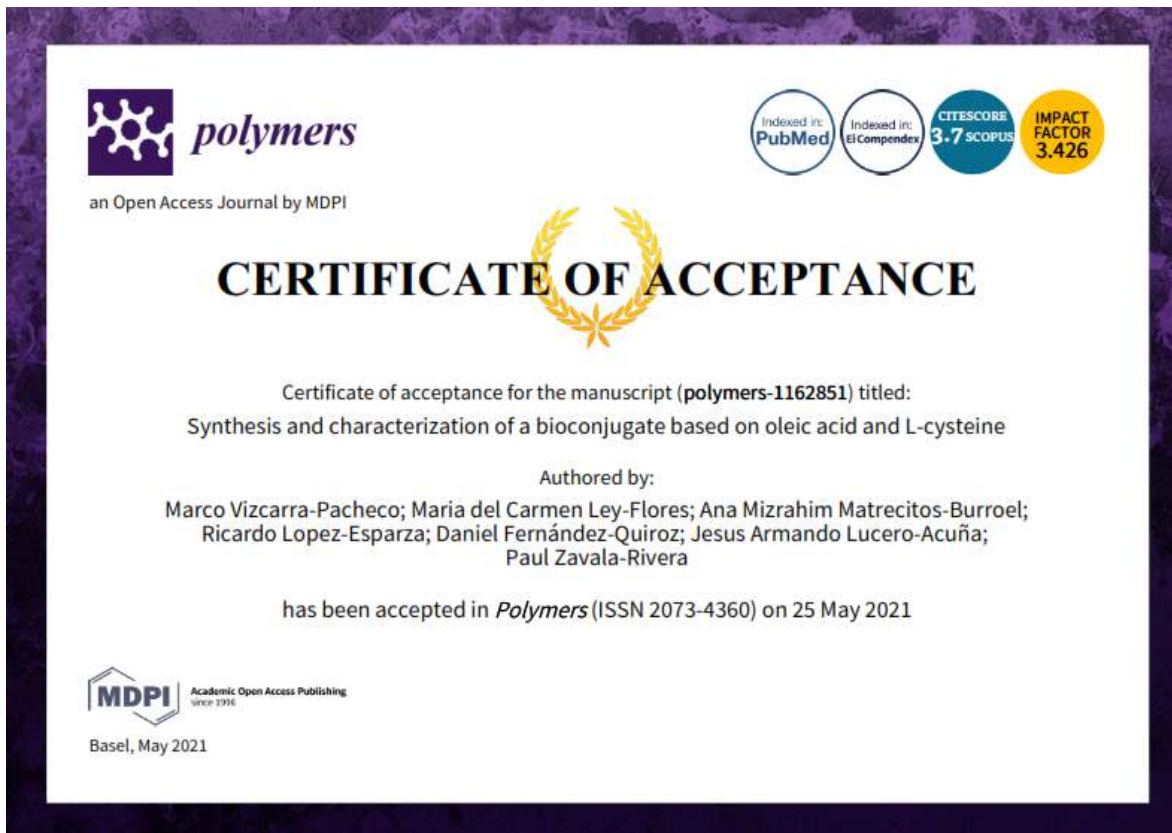 polymers
Indexed in:
PubMed
Indexed in:
Ei Compendex
CITESCORE
3.7 SCOPUS
IMPACT
FACTOR
3.426
an Open Access Journal by MDPI
CERTIFICATE OF ACCEPTANCE
Certificate of acceptance for the manuscript (polymers-1162851) titled:
Synthesis and characterization of a bioconjugate based on oleic acid and L-cysteine
Authored by:
Marco Vizcarra-Pacheco; Maria del Carmen Ley-Flores; Ana Mizrahim Matrecitos-Burroel;
Ricardo Lopez-Esparza; Daniel Fernández-Quiroz; Jesus Armando Lucero-Acuña;
Paul Zavala-Rivera
has been accepted in Polymers (ISSN 2073-4360) on 25 May 2021
MDPI
Academic Open Access Publishing
since 1996
Basel, May 2021